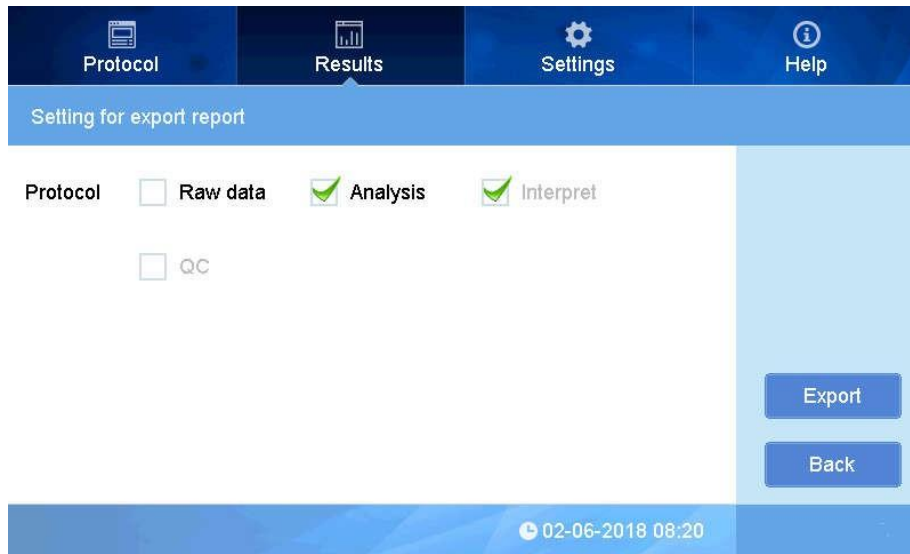 Protocol Results Settings Help
Setting for export report
Protocol Raw data Analysis Interpret
QC
Export
Back
02-06-2018 08:20